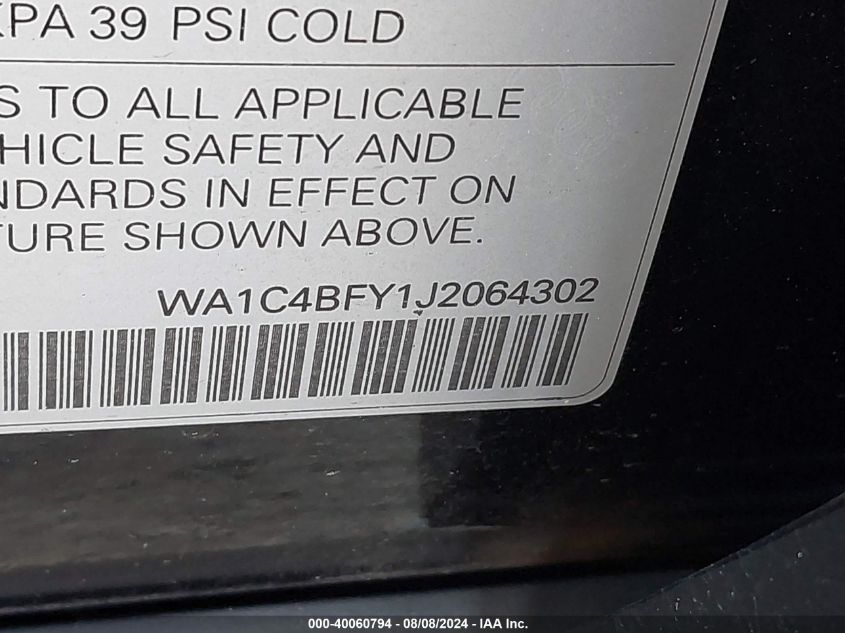 KPA 39 PSI COLD
S TO ALL APPLICABLE
HICLE SAFETY AND
NDARDS IN EFFECT ON
TURE SHOWN ABOVE.
WA1C4BFY1J2064302
000-40060794 - 08/08/2024 - IAA Inc.